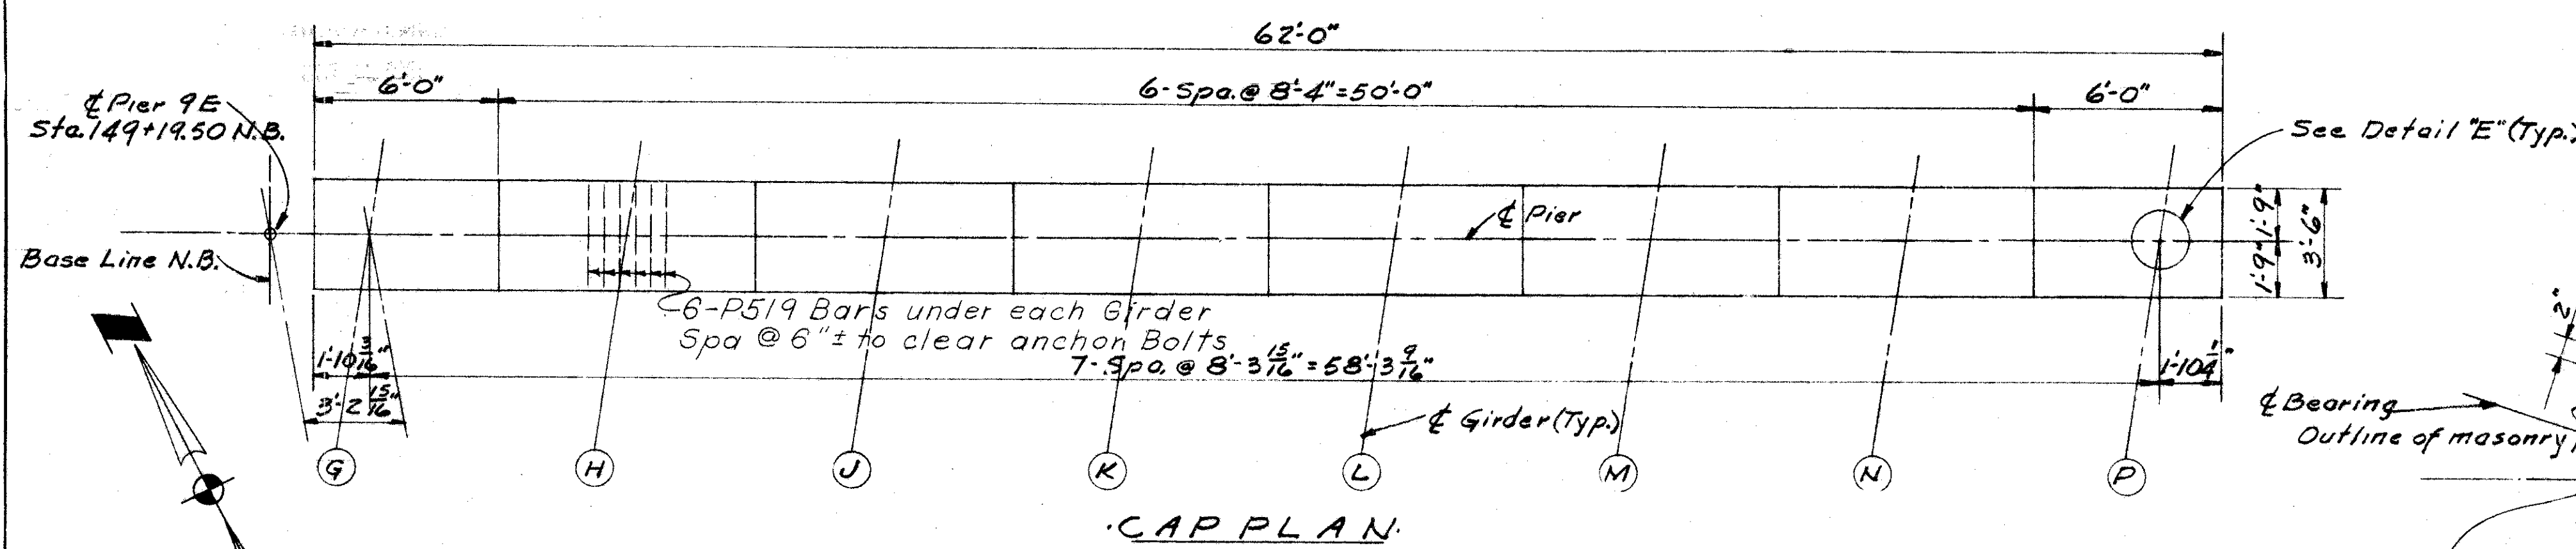 62'-0"
6'-0"
6-Spa.@ 8'-4"=50'-0"
6'-0"
℄ Pier 9E
Sta.149+19.50 N.B.
See Detail "E" (Typ.)
℄ Pier
1'-9" 1'-9"
3'-6"
Base Line N.B.
6-P519 Bars under each Girder
Spa @ 6"± to clear anchor Bolts
1'-10 3/16"
7-Spa. @ 8'-3 15/16" = 58'-3 9/16"
1'-10 1/4"
3'-2 15/16"
2"
℄ Girder (Typ.)
℄ Bearing
Outline of masonry
G H J K L M N P
CAP PLAN